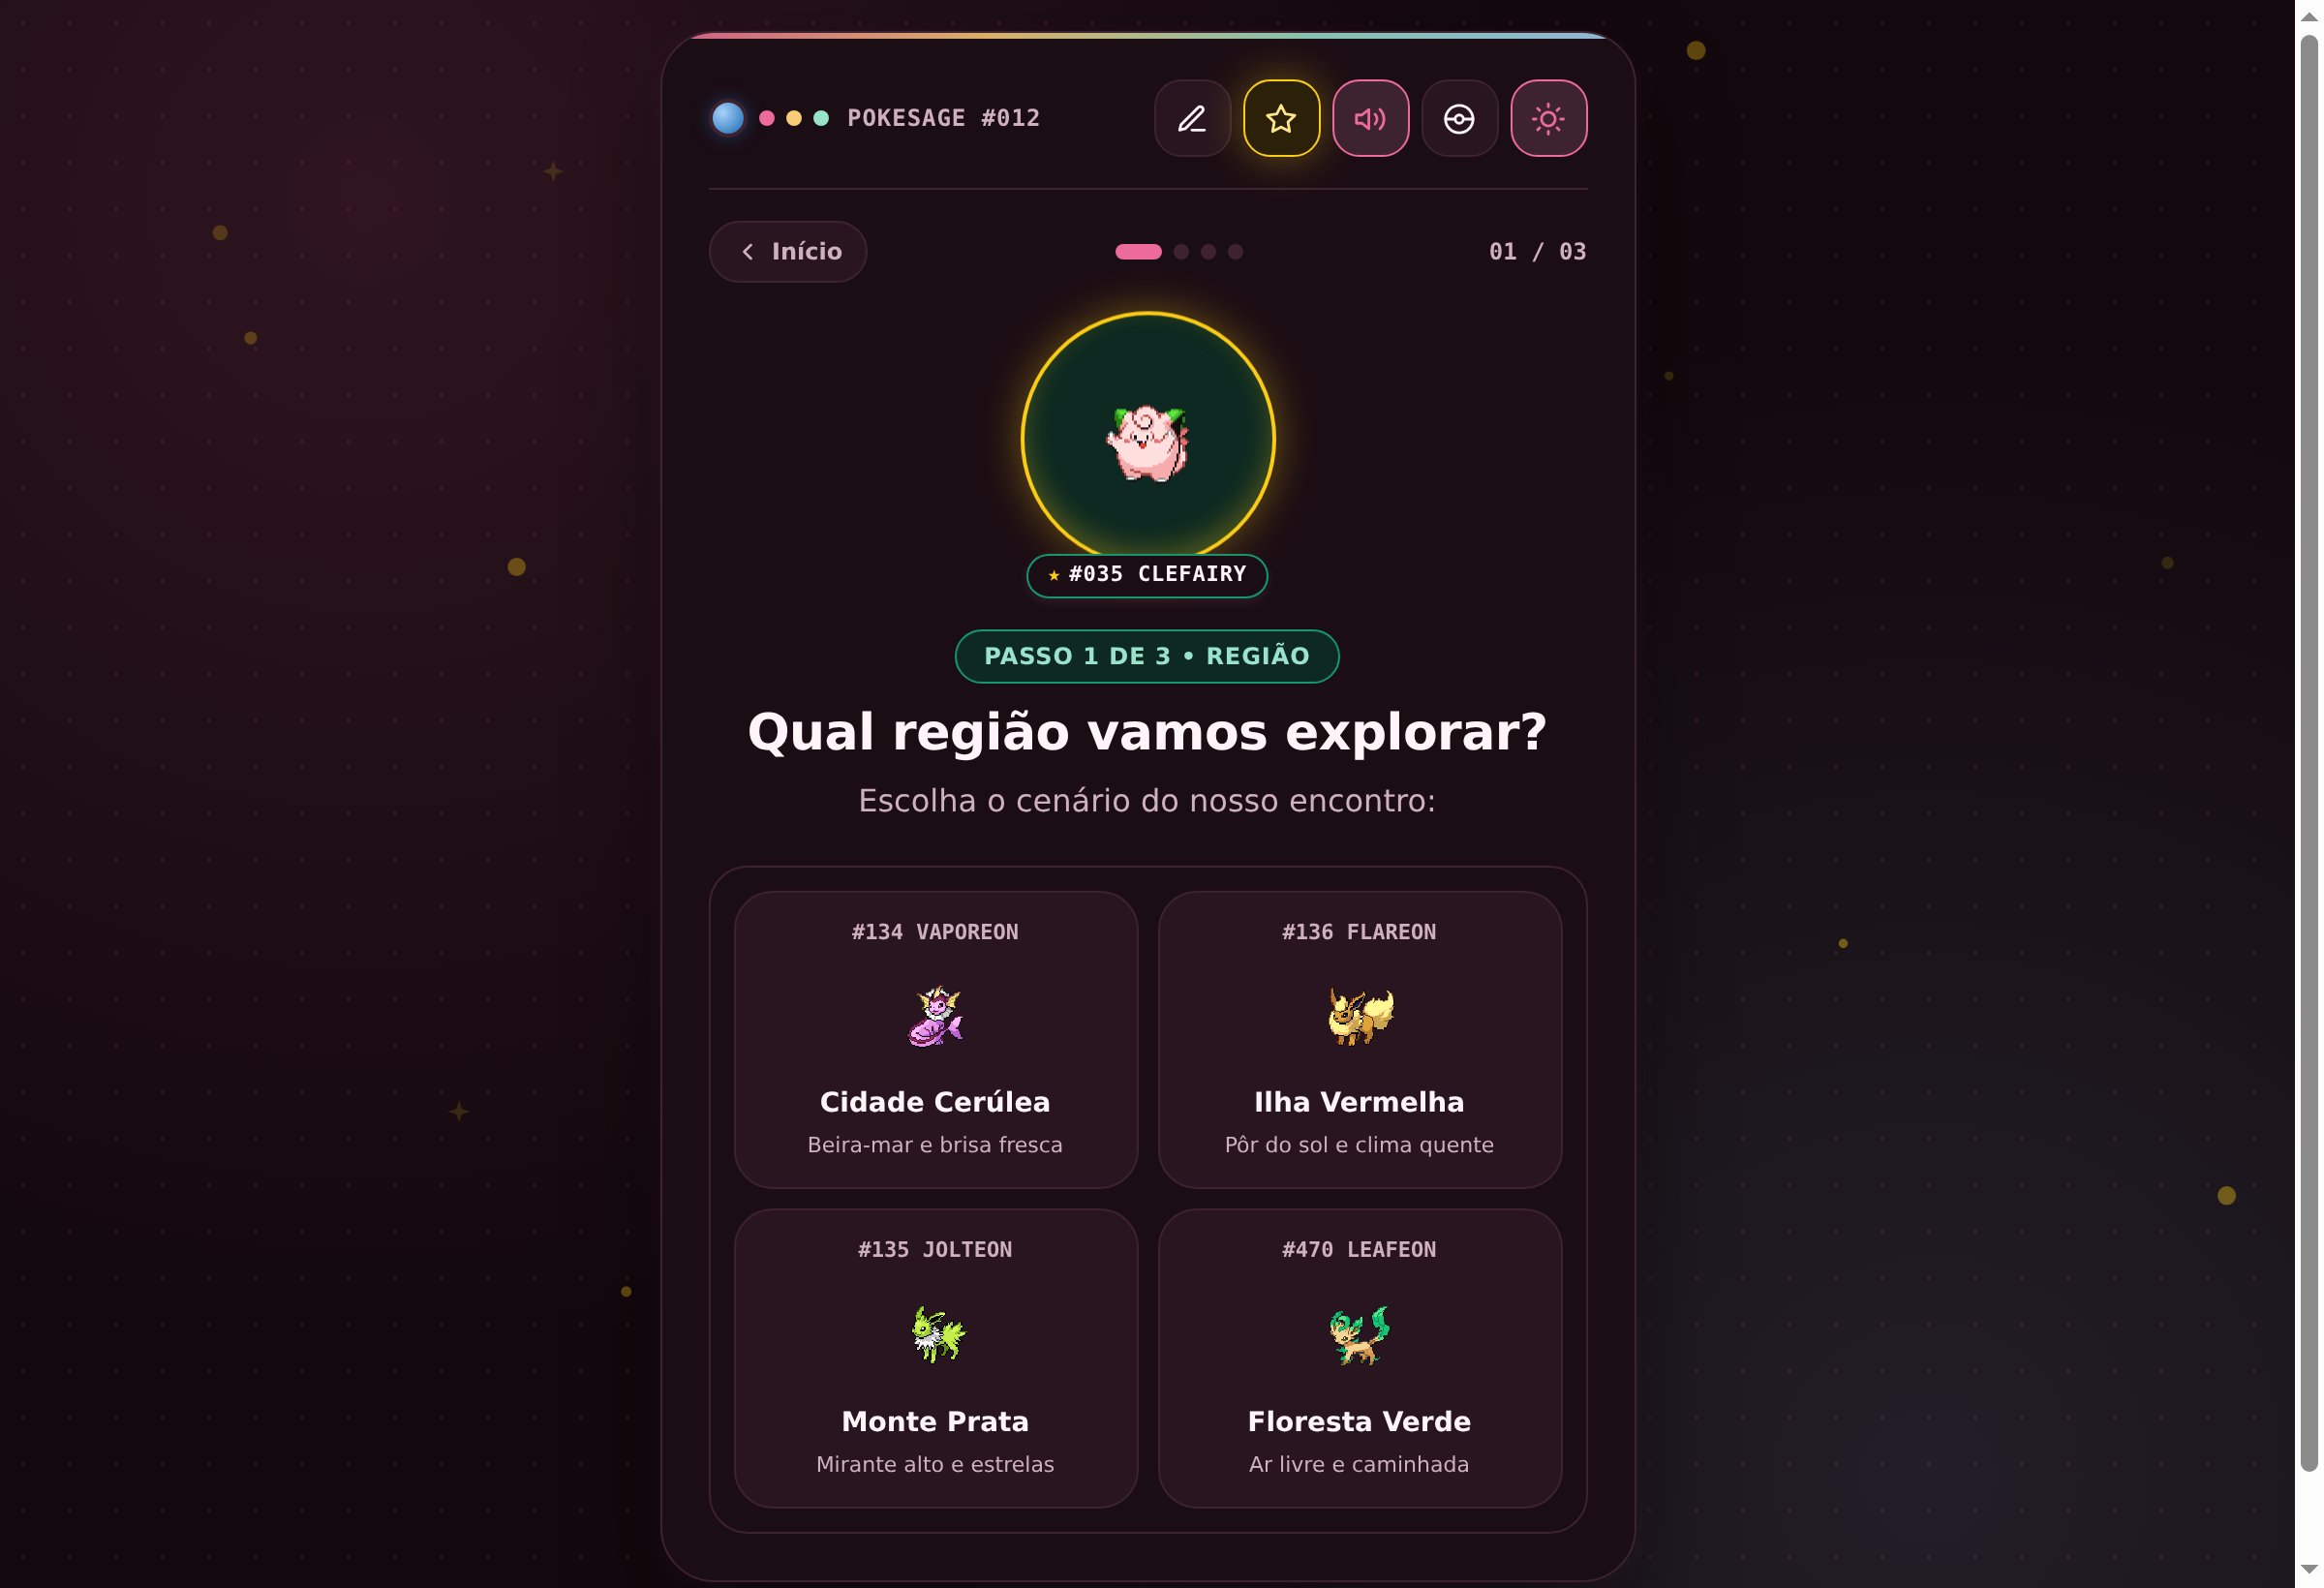 POKESAGE #012
Início
01 / 03
★ #035 CLEFAIRY
PASSO 1 DE 3 • REGIÃO
Qual região vamos explorar?
Escolha o cenário do nosso encontro:
#134 VAPOREON
Cidade Cerúlea
Beira-mar e brisa fresca
#136 FLAREON
Ilha Vermelha
Pôr do sol e clima quente
#135 JOLTEON
Monte Prata
Mirante alto e estrelas
#470 LEAFEON
Floresta Verde
Ar livre e caminhada